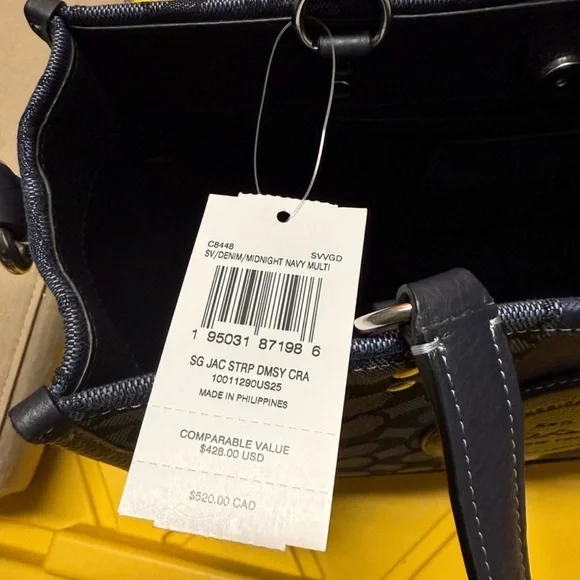 C8448 SVVGD
SV/DENIM/MIDNIGHT NAVY MULTI
1 95031 87198 6
SG JAC STRP DMSY CRA
10011290US25
MADE IN PHILIPPINES
COMPARABLE VALUE
$428.00 USD
$520.00 CAD